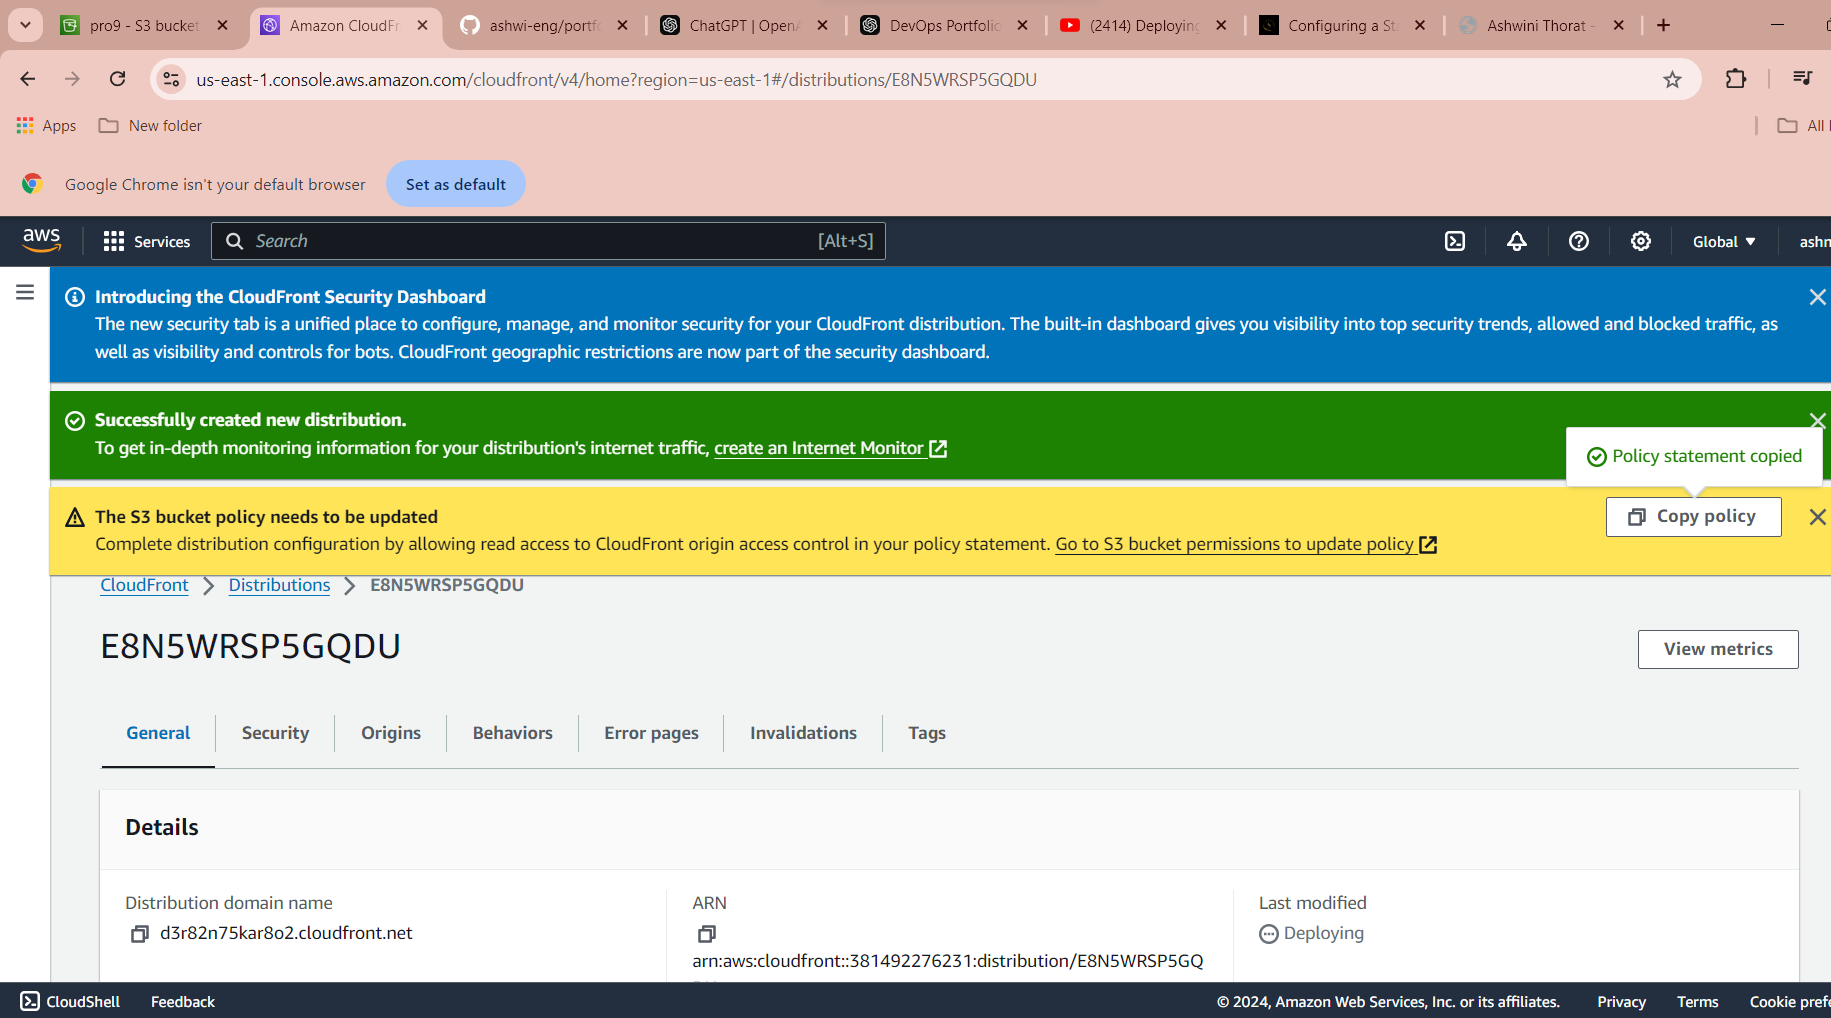 pro9 - S3 bucket
Amazon CloudFr
ashwi-eng/portfo
ChatGPT | OpenA
DevOps Portfolio
(2414) Deploying
Configuring a Sta
Ashwini Thorat -
us-east-1.console.aws.amazon.com/cloudfront/v4/home?region=us-east-1#/distributions/E8N5WRSP5GQDU
Apps
New folder
All
Google Chrome isn't your default browser
Set as default
aws
Services
Search
[Alt+S]
Global
ashn
Introducing the CloudFront Security Dashboard
The new security tab is a unified place to configure, manage, and monitor security for your CloudFront distribution. The built-in dashboard gives you visibility into top security trends, allowed and blocked traffic, as
well as visibility and controls for bots. CloudFront geographic restrictions are now part of the security dashboard.
Successfully created new distribution.
To get in-depth monitoring information for your distribution's internet traffic, create an Internet Monitor
Policy statement copied
The S3 bucket policy needs to be updated
Complete distribution configuration by allowing read access to CloudFront origin access control in your policy statement. Go to S3 bucket permissions to update policy
Copy policy
CloudFront
Distributions
E8N5WRSP5GQDU
E8N5WRSP5GQDU
View metrics
General
Security
Origins
Behaviors
Error pages
Invalidations
Tags
Details
Distribution domain name
d3r82n75kar8o2.cloudfront.net
ARN
arn:aws:cloudfront::381492276231:distribution/E8N5WRSP5GQ
Last modified
Deploying
CloudShell
Feedback
© 2024, Amazon Web Services, Inc. or its affiliates.
Privacy
Terms
Cookie prefe